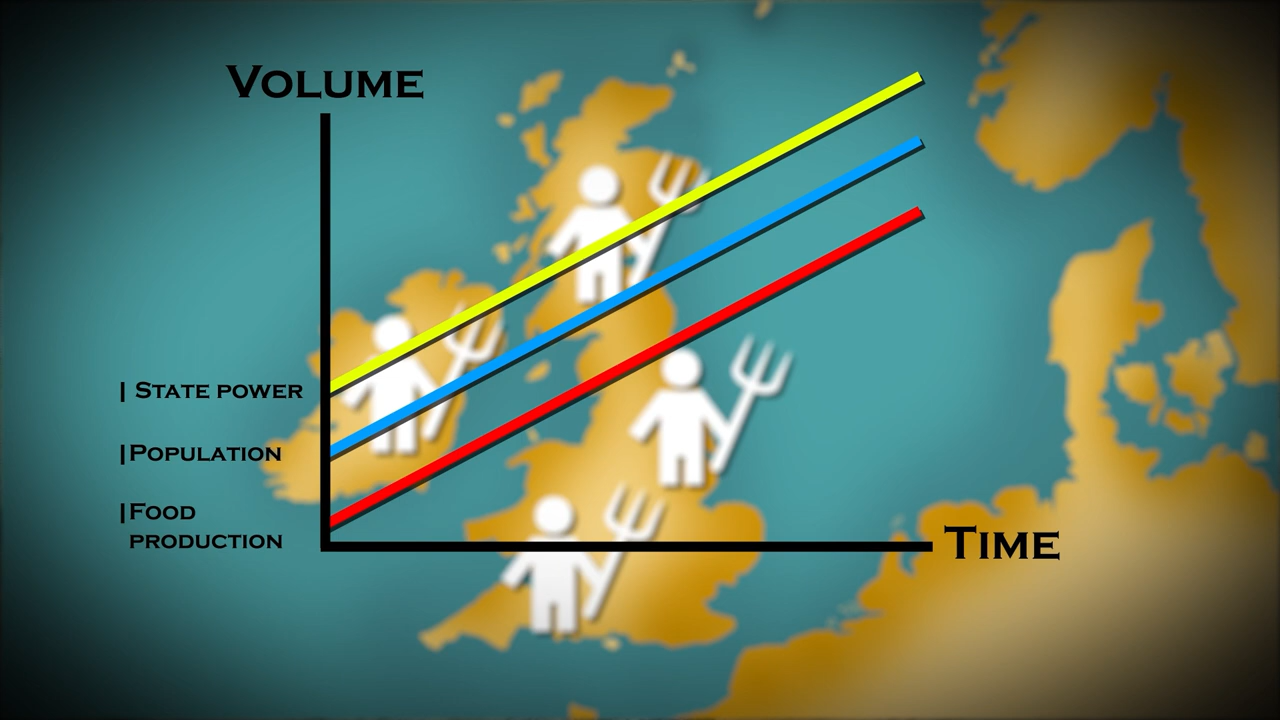 Volume
| State power
|Population
|Food
production
Time